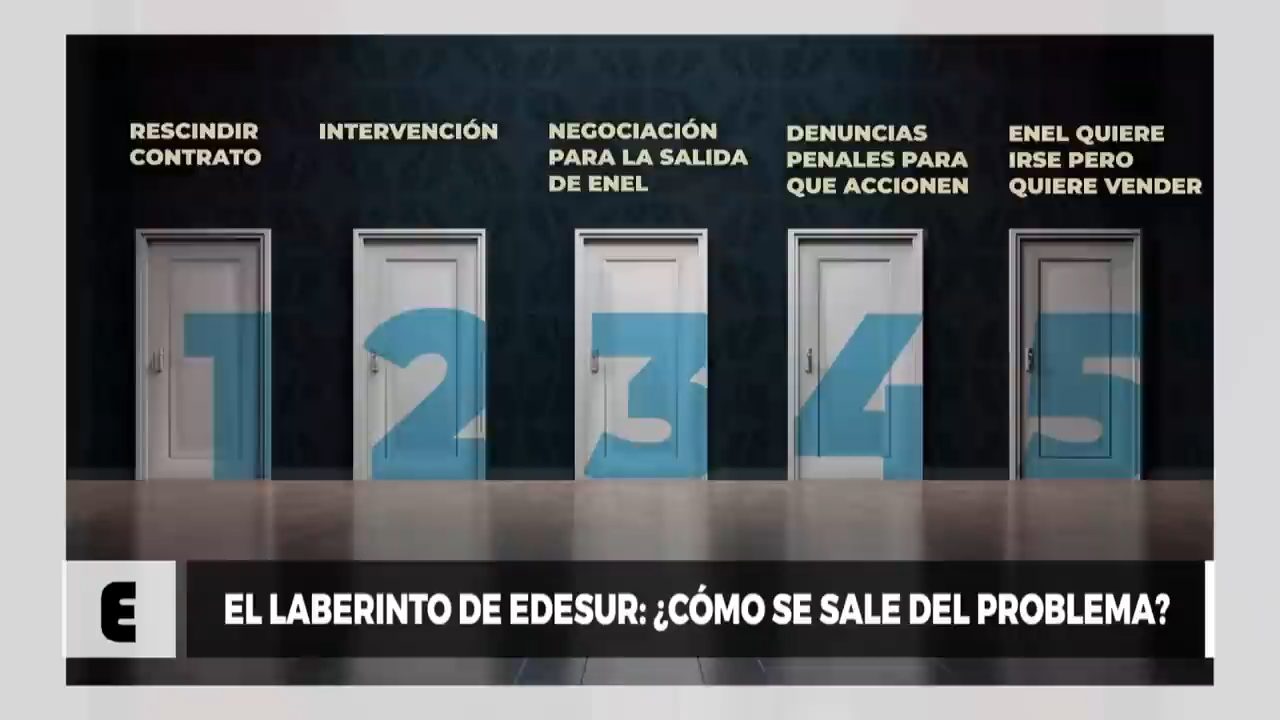 RESCINDIR
CONTRATO
INTERVENCIÓN
NEGOCIACIÓN
PARA LA SALIDA
DE ENEL
DENUNCIAS
PENALES PARA
QUE ACCIONEN
ENEL QUIERE
IRSE PERO
QUIERE VENDER
1
2
3
4
5
E
EL LABERINTO DE EDESUR: ¿CÓMO SE SALE DEL PROBLEMA?